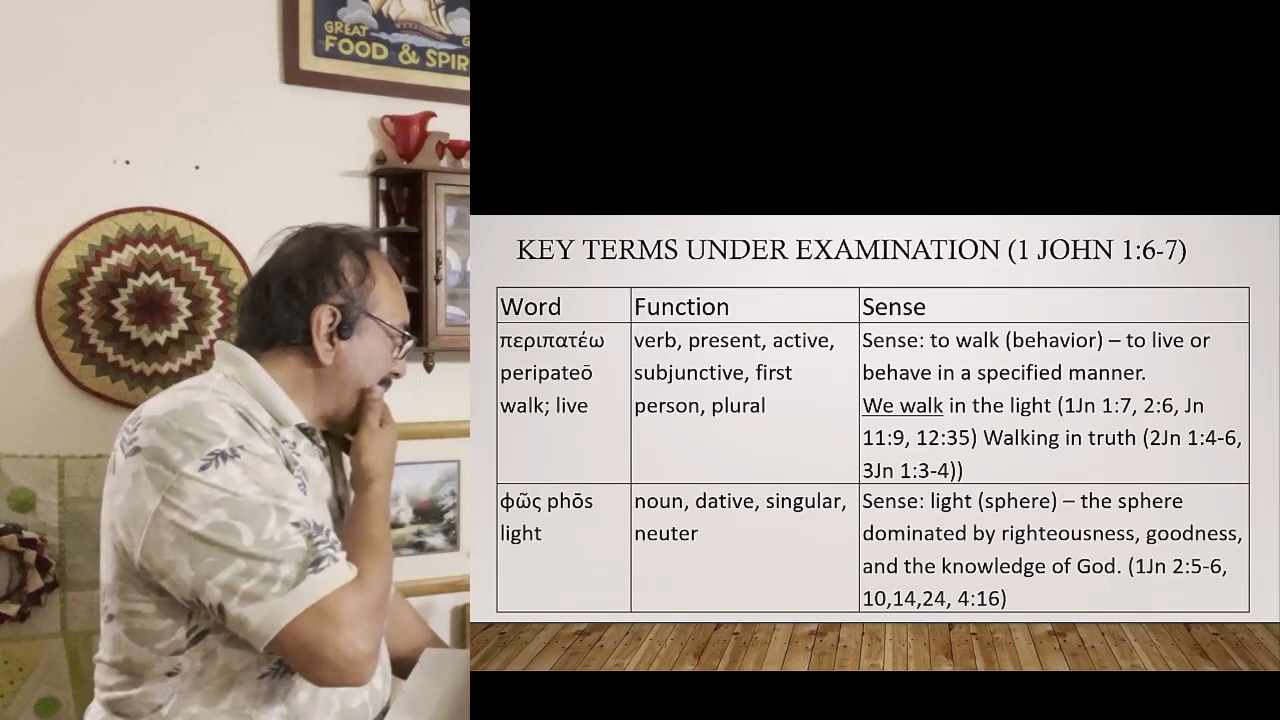 GREAT
FOOD & SPIR
KEY TERMS UNDER EXAMINATION (1 JOHN 1:6-7)
Word
Function
Sense
περιπατέω
peripateō
walk; live
verb, present, active,
subjunctive, first
person, plural
Sense: to walk (behavior) – to live or
behave in a specified manner.
We walk in the light (1Jn 1:7, 2:6, Jn
11:9, 12:35) Walking in truth (2Jn 1:4-6,
3Jn 1:3-4))
φῶς phōs
light
noun, dative, singular,
neuter
Sense: light (sphere) – the sphere
dominated by righteousness, goodness,
and the knowledge of God. (1Jn 2:5-6,
10,14,24, 4:16)